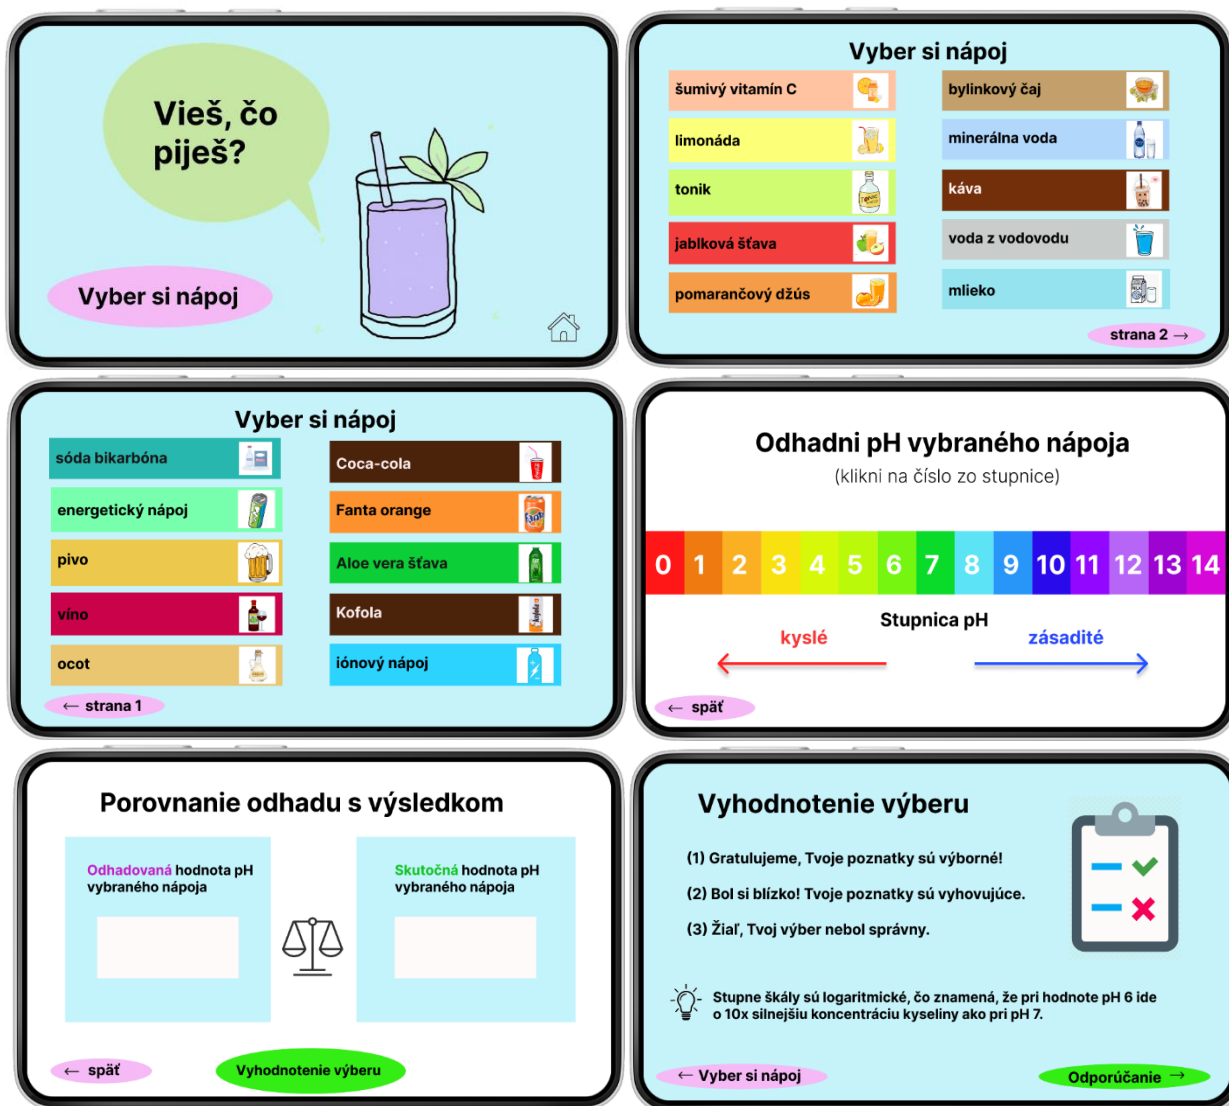 Vieš, čo
piješ?
Vyber si nápoj
Vyber si nápoj
šumivý vitamín C
limonáda
tonik
jablková šťava
pomarančový džús
bylinkový čaj
minerálna voda
káva
voda z vodovodu
mlieko
strana 2 →
Vyber si nápoj
sóda bikarbóna
energetický nápoj
pivo
víno
ocot
Coca-cola
Fanta orange
Aloe vera šťava
Kofola
iónový nápoj
← strana 1
Odhadni pH vybraného nápoja
(klikni na číslo zo stupnice)
0 1 2 3 4 5 6 7 8 9 10 11 12 13 14
Stupnica pH
kyslé
zásadité
← späť
Porovnanie odhadu s výsledkom
Odhadovaná hodnota pH
vybraného nápoja
Skutočná hodnota pH
vybraného nápoja
← späť
Vyhodnotenie výberu
Vyhodnotenie výberu
(1) Gratulujeme, Tvoje poznatky sú výborné!
(2) Bol si blízko! Tvoje poznatky sú vyhovujúce.
(3) Žiaľ, Tvoj výber nebol správny.
Stupne škály sú logaritmické, čo znamená, že pri hodnote pH 6 ide
o 10x silnejšiu koncentráciu kyseliny ako pri pH 7.
← Vyber si nápoj
Odporúčanie →